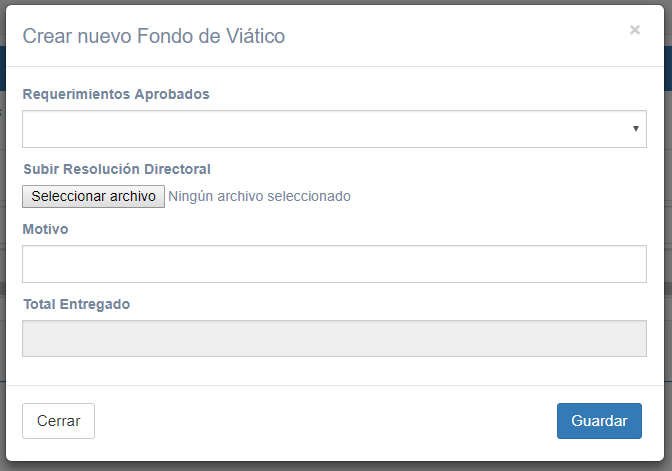 Crear nuevo Fondo de Viático ×
Requerimientos Aprobados
Subir Resolución Directoral
Seleccionar archivo Ningún archivo seleccionado
Motivo
Total Entregado
Cerrar Guardar